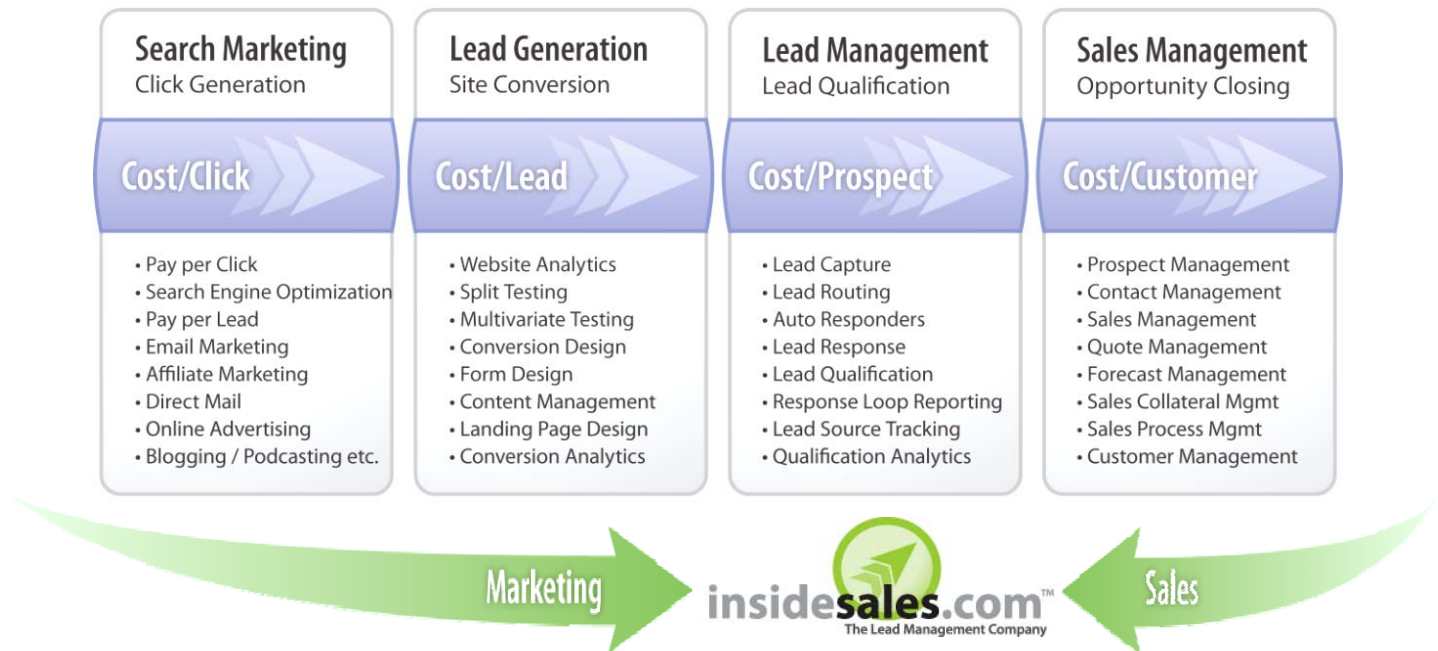 Search Marketing
Click Generation
Cost/Click
• Pay per Click
• Search Engine Optimization
• Pay per Lead
• Email Marketing
• Affiliate Marketing
• Direct Mail
• Online Advertising
• Blogging / Podcasting etc.
Lead Generation
Site Conversion
Cost/Lead
• Website Analytics
• Split Testing
• Multivariate Testing
• Conversion Design
• Form Design
• Content Management
• Landing Page Design
• Conversion Analytics
Lead Management
Lead Qualification
Cost/Prospect
• Lead Capture
• Lead Routing
• Auto Responders
• Lead Response
• Lead Qualification
• Response Loop Reporting
• Lead Source Tracking
• Qualification Analytics
Sales Management
Opportunity Closing
Cost/Customer
• Prospect Management
• Contact Management
• Sales Management
• Quote Management
• Forecast Management
• Sales Collateral Mgmt
• Sales Process Mgmt
• Customer Management
Marketing
insidesales.com™
The Lead Management Company
Sales